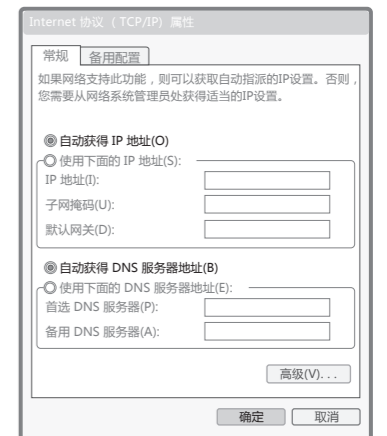 Internet 协议 （ TCP/IP) 属性
常规 备用配置
如果网络支持此功能，则可以获取自动指派的IP设置。否则，
您需要从网络系统管理员处获得适当的IP设置。
自动获得 IP 地址(O)
使用下面的 IP 地址(S):
IP 地址(I):
子网掩码(U):
默认网关(D):
自动获得 DNS 服务器地址(B)
使用下面的 DNS 服务器地址(E):
首选 DNS 服务器(P):
备用 DNS 服务器(A):
高级(V). . .
确定 取消